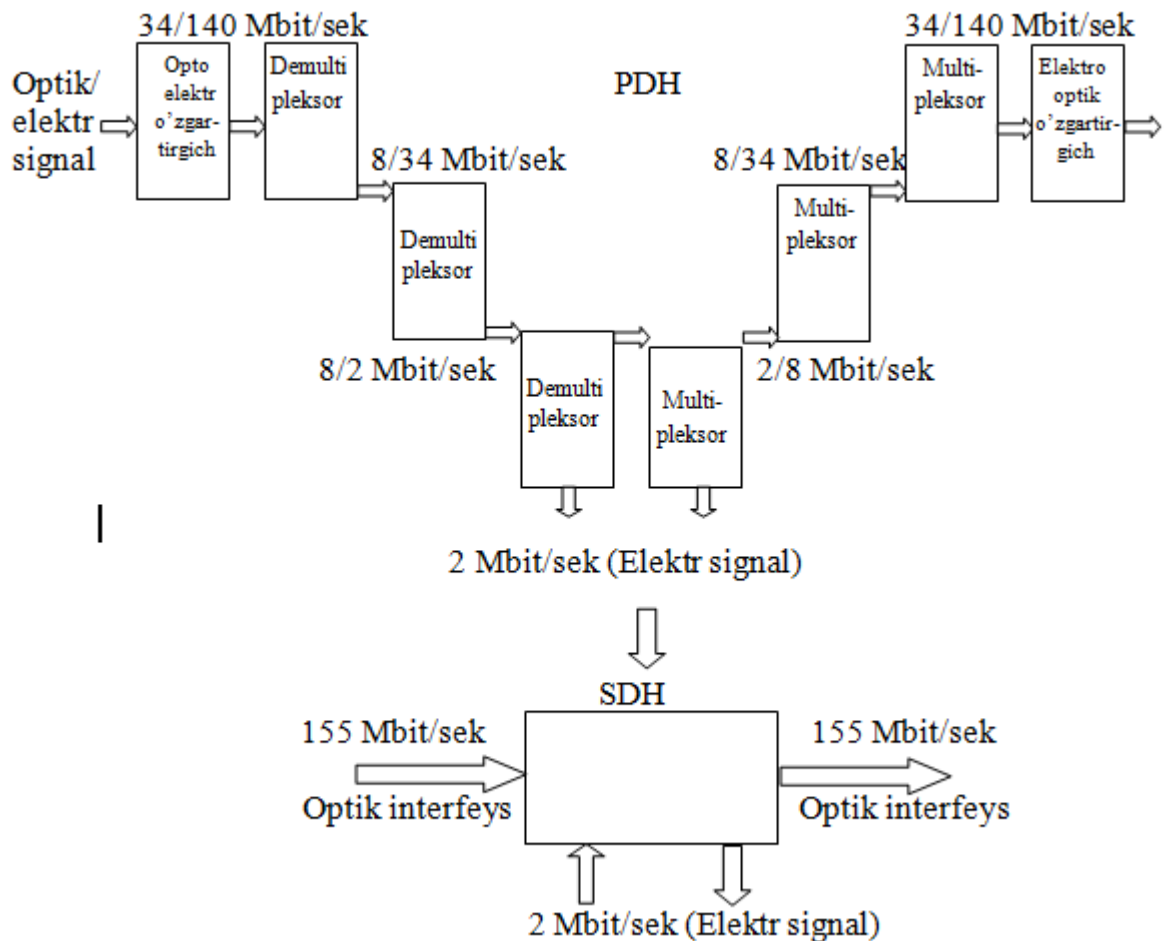 34/140 Mbit/sek
34/140 Mbit/sek
Optik/
elektr
signal
Opto
elektr
o’zgar-
tirgich
Demulti
pleksor
PDH
Multi-
pleksor
Elektro
optik
o’zgartir-
gich
8/34 Mbit/sek
8/34 Mbit/sek
Demulti
pleksor
Multi-
pleksor
8/2 Mbit/sek
2/8 Mbit/sek
Demulti
pleksor
Multi-
pleksor
2 Mbit/sek (Elektr signal)
SDH
155 Mbit/sek
155 Mbit/sek
Optik interfeys
Optik interfeys
2 Mbit/sek (Elektr signal)